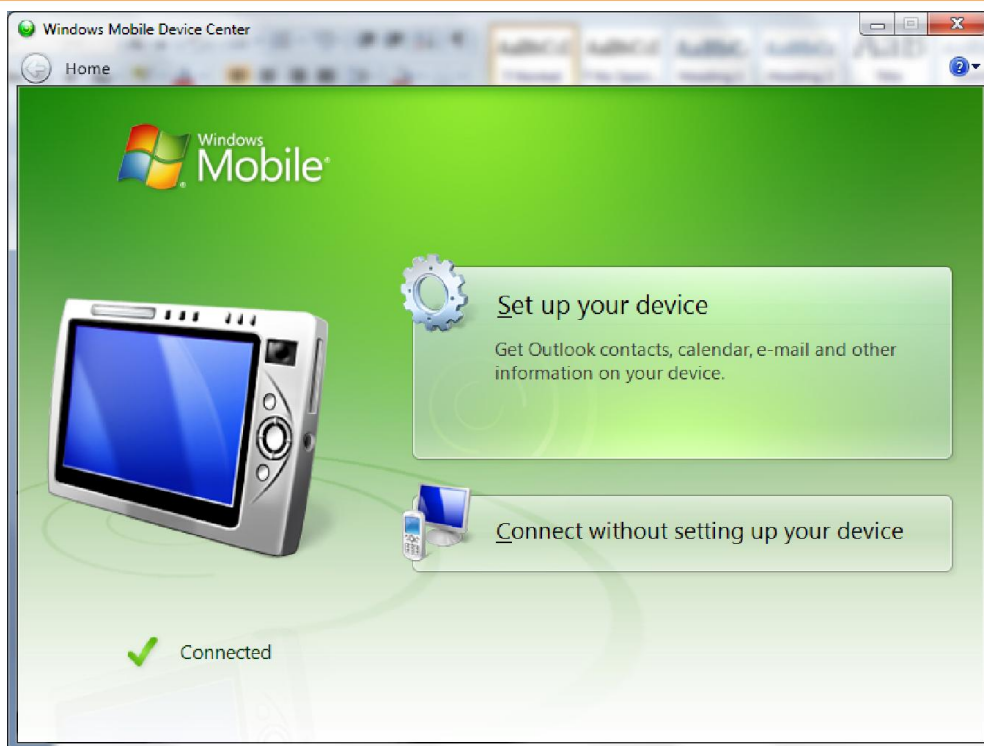 Windows Mobile Device Center
Home
Windows
Mobile®
Set up your device
Get Outlook contacts, calendar, e-mail and other
information on your device.
Connect without setting up your device
Connected